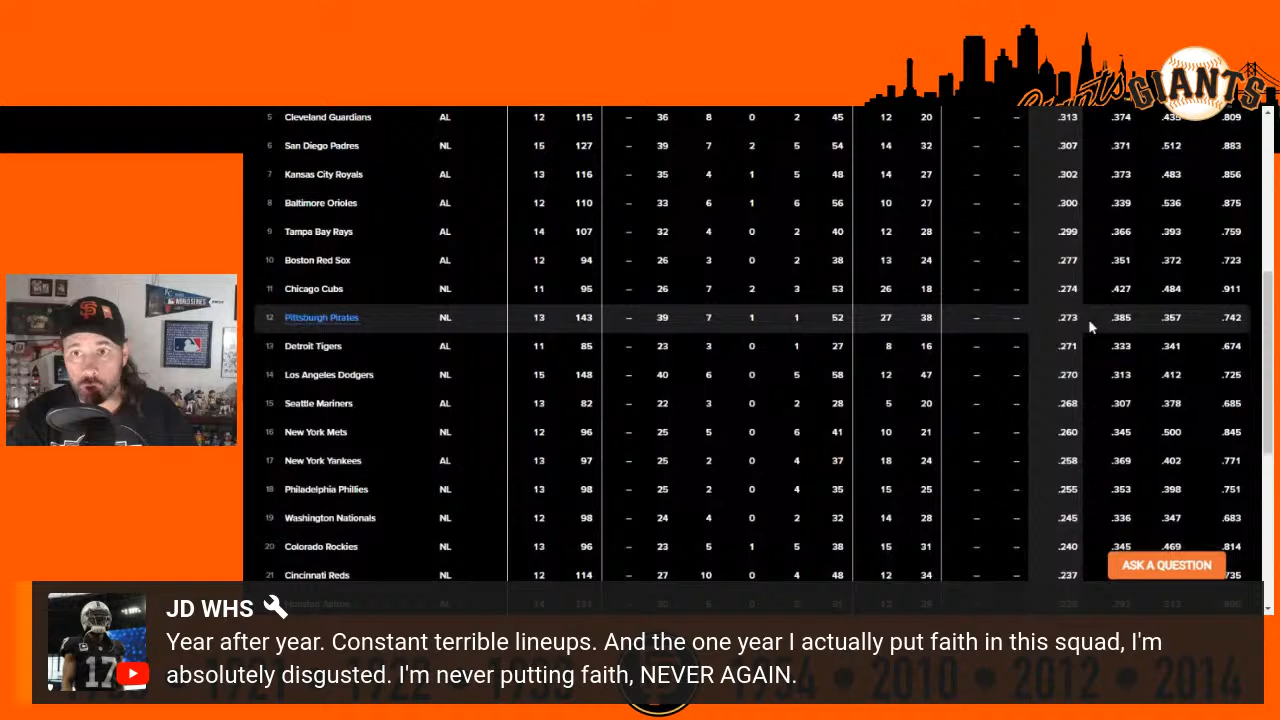 Giants
GIANTS
5 Cleveland Guardians AL 12 115 – 36 8 0 2 45 12 20 – – .313 .374 .435 .809
6 San Diego Padres NL 15 127 – 39 7 2 5 54 14 32 – – .307 .371 .512 .883
7 Kansas City Royals AL 13 116 – 35 4 1 5 48 14 27 – – .302 .373 .483 .856
8 Baltimore Orioles AL 12 110 – 33 6 1 6 56 10 27 – – .300 .339 .536 .875
9 Tampa Bay Rays AL 14 107 – 32 4 0 2 40 12 28 – – .299 .366 .393 .759
10 Boston Red Sox AL 12 94 – 26 3 0 2 38 13 24 – – .277 .351 .372 .723
11 Chicago Cubs NL 11 95 – 26 7 2 3 53 26 18 – – .274 .427 .484 .911
12 Pittsburgh Pirates NL 13 143 – 39 7 1 1 52 27 38 – – .273 .385 .357 .742
13 Detroit Tigers AL 11 85 – 23 3 0 1 27 8 16 – – .271 .333 .341 .674
14 Los Angeles Dodgers NL 15 148 – 40 6 0 5 58 12 47 – – .270 .313 .412 .725
15 Seattle Mariners AL 13 82 – 22 3 0 2 28 5 20 – – .268 .307 .378 .685
16 New York Mets NL 12 96 – 25 5 0 6 41 10 21 – – .260 .345 .500 .845
17 New York Yankees AL 13 97 – 25 2 0 4 37 18 24 – – .258 .369 .402 .771
18 Philadelphia Phillies NL 13 98 – 25 2 0 4 35 15 25 – – .255 .353 .398 .751
19 Washington Nationals NL 12 98 – 24 4 0 2 32 14 28 – – .245 .336 .347 .683
20 Colorado Rockies NL 13 96 – 23 5 1 5 38 15 31 – – .240 .345 .469 .814
21 Cincinnati Reds NL 12 114 – 27 10 0 4 48 12 34 – – .237 735
ASK A QUESTION
WORLD SERIES
SF
JD WHS
Year after year. Constant terrible lineups. And the one year I actually put faith in this squad, I'm
absolutely disgusted. I'm never putting faith, NEVER AGAIN.
17
2010 • 2012 • 2014